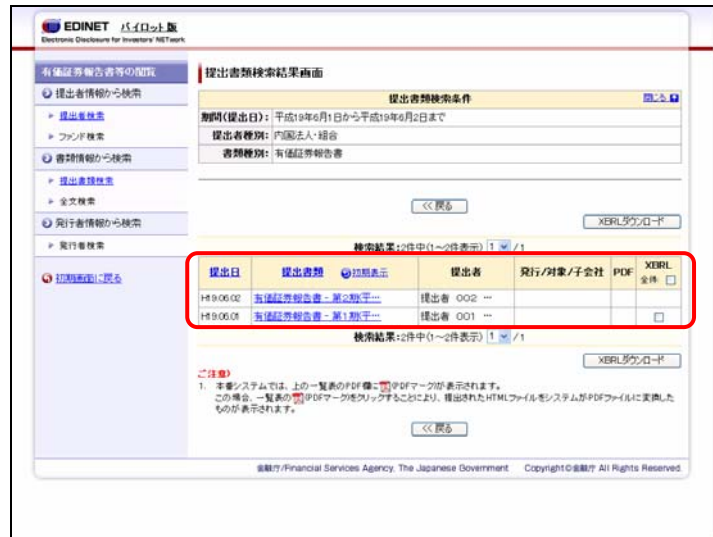 EDINET パイロット版
Electronic Disclosure for Investors' NETwork
有価証券報告書等の閲覧
提出者情報から検索
提出者検索
ファンド検索
書類情報から検索
提出書類検索
全文検索
発行者情報から検索
発行者検索
初期画面に戻る
提出書類検索結果画面
提出書類検索条件 閉じる
期間(提出日): 平成19年6月1日から平成19年6月2日まで
提出者種別: 内国法人・組合
書類種別: 有価証券報告書
<<戻る
XBRLダウンロード
検索結果:2件中(1～2件表示) 1 / 1
提出日 提出書類 初期表示 提出者 発行/対象/子会社 PDF XBRL
全件
H19.06.02 有価証券報告書 - 第2期(平… 提出者 002 …
H19.06.01 有価証券報告書 - 第1期(平… 提出者 001 …
検索結果:2件中(1～2件表示) 1 / 1
XBRLダウンロード
ご注意)
1. 本番システムでは、上の一覧表のPDF欄に(PDFマーク)が表示されます。
この場合、一覧表の(PDFマーク)をクリックすることにより、提出されたHTMLファイルをシステムがPDFファイルに変換した
ものが表示されます。
<<戻る
金融庁/Financial Services Agency, The Japanese Government Copyright©金融庁 All Rights Reserved.